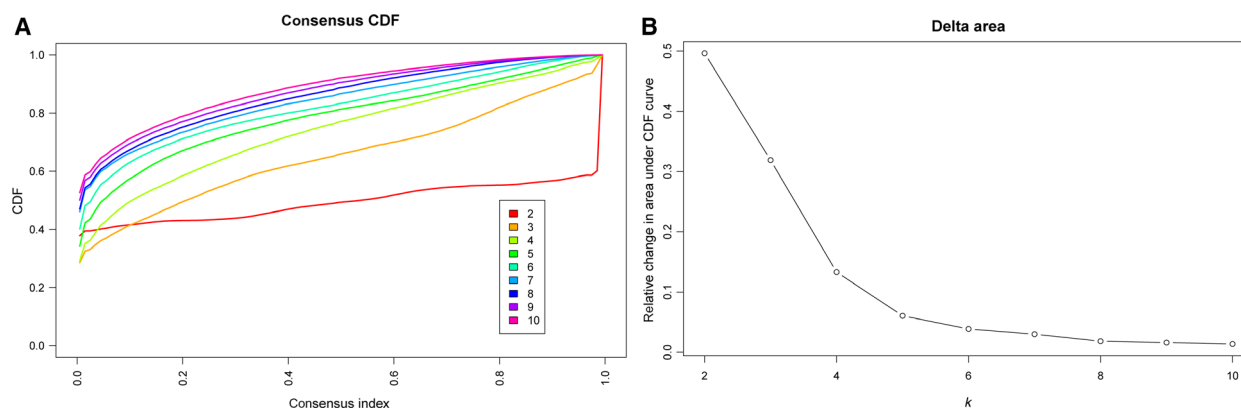 A
Consensus CDF
CDF
1.0
0.8
0.6
0.4
0.2
0.0
2
3
4
5
6
7
8
9
10
0.0 0.2 0.4 0.6 0.8 1.0
Consensus index
B
Delta area
Relative change in area under CDF curve
0.5
0.4
0.3
0.2
0.1
0.0
2 4 6 8 10
k